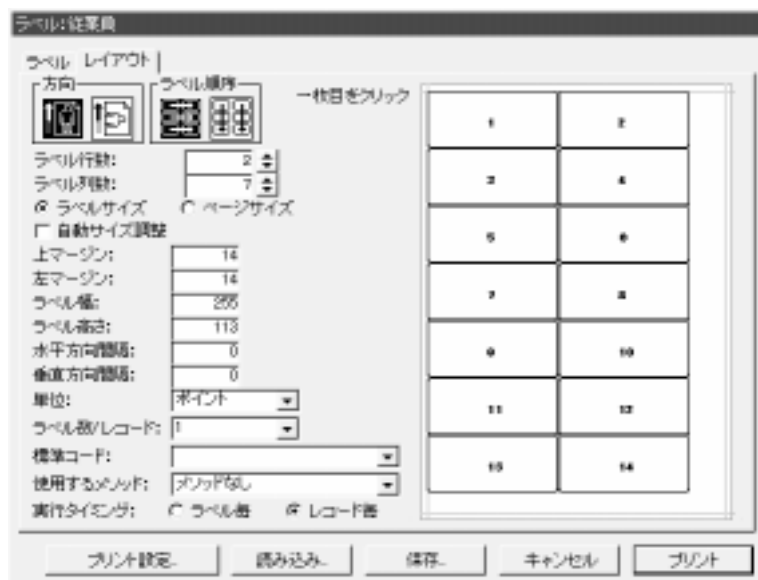 ラベル:従業員
ラベル レイアウト
方向 ラベル順序 一枚目をクリック
ラベル行数: 2
ラベル列数: 7
ラベルサイズ ページサイズ
自動サイズ調整
上マージン: 14
左マージン: 14
ラベル幅: 255
ラベル高さ: 113
水平方向間隔: 0
垂直方向間隔: 0
単位: ポイント
ラベル数/レコード: 1
標準コード:
使用するメソッド: メソッドなし
実行タイミング: ラベル毎 レコード毎
1 2
3 4
5 6
7 8
9 10
11 12
13 14
プリント設定... 読み込み... 保存... キャンセル プリント